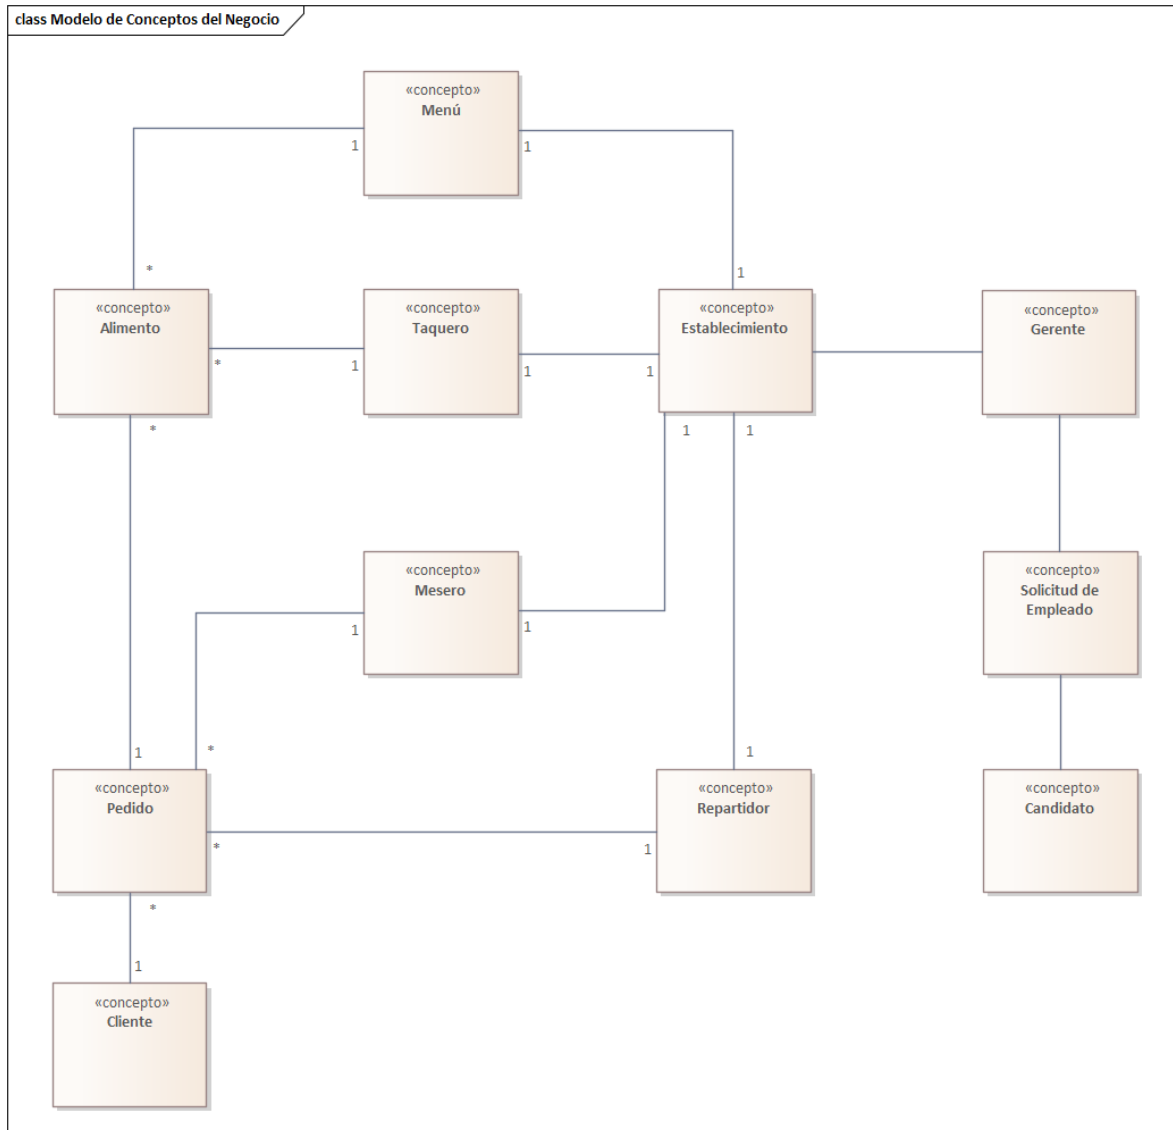 class Modelo de Conceptos del Negocio
«concepto»
Menú
1
1
*
1
«concepto»
Alimento
«concepto»
Taquero
«concepto»
Establecimiento
«concepto»
Gerente
*
1
1
1
*
1
1
«concepto»
Mesero
«concepto»
Solicitud de
Empleado
1
1
1
*
1
«concepto»
Pedido
«concepto»
Repartidor
«concepto»
Candidato
*
1
*
1
«concepto»
Cliente